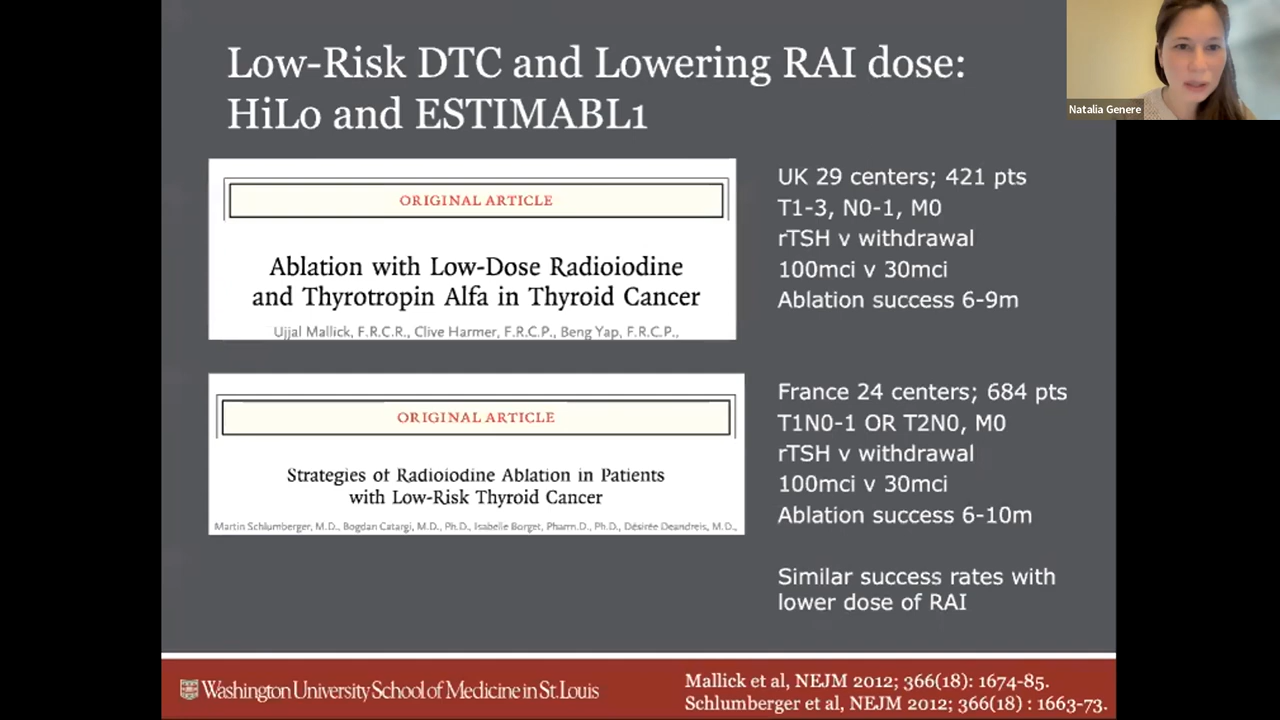 Low-Risk DTC and Lowering RAI dose:
HiLo and ESTIMABL1
Natalia Genere
ORIGINAL ARTICLE
Ablation with Low-Dose Radioiodine
and Thyrotropin Alfa in Thyroid Cancer
Ujjal Mallick, F.R.C.R., Clive Harmer, F.R.C.P., Beng Yap, F.R.C.P.,
UK 29 centers; 421 pts
T1-3, N0-1, M0
rTSH v withdrawal
100mci v 30mci
Ablation success 6-9m
ORIGINAL ARTICLE
Strategies of Radioiodine Ablation in Patients
with Low-Risk Thyroid Cancer
Martin Schlumberger, M.D., Bogdan Catargi, M.D., Ph.D., Isabelle Borget, Pharm.D., Ph.D., Désirée Deandreis, M.D.,
France 24 centers; 684 pts
T1N0-1 OR T2N0, M0
rTSH v withdrawal
100mci v 30mci
Ablation success 6-10m
Similar success rates with
lower dose of RAI
Washington University School of Medicine in St. Louis
Mallick et al, NEJM 2012; 366(18): 1674-85.
Schlumberger et al, NEJM 2012; 366(18) : 1663-73.